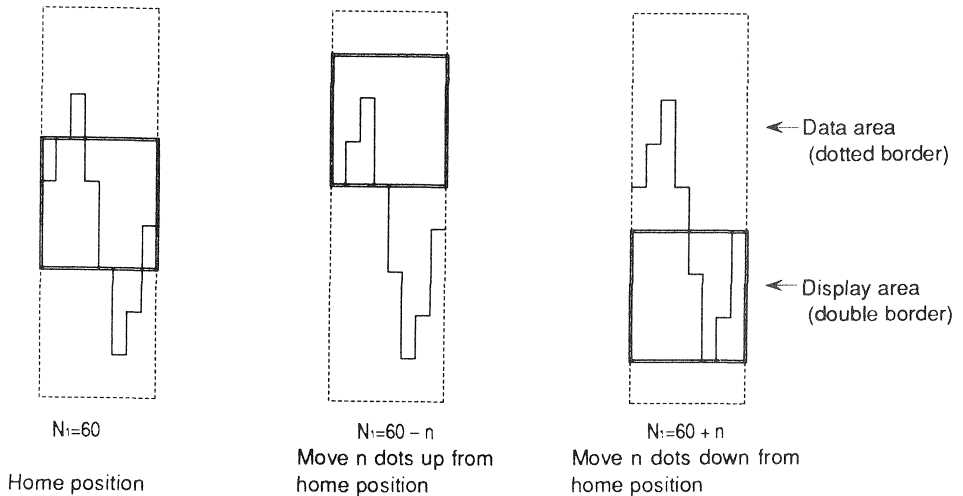 Data area
(dotted border)
Display area
(double border)
N₁=60
Home position
N₁=60 – n
Move n dots up from
home position
N₁=60 + n
Move n dots down from
home position